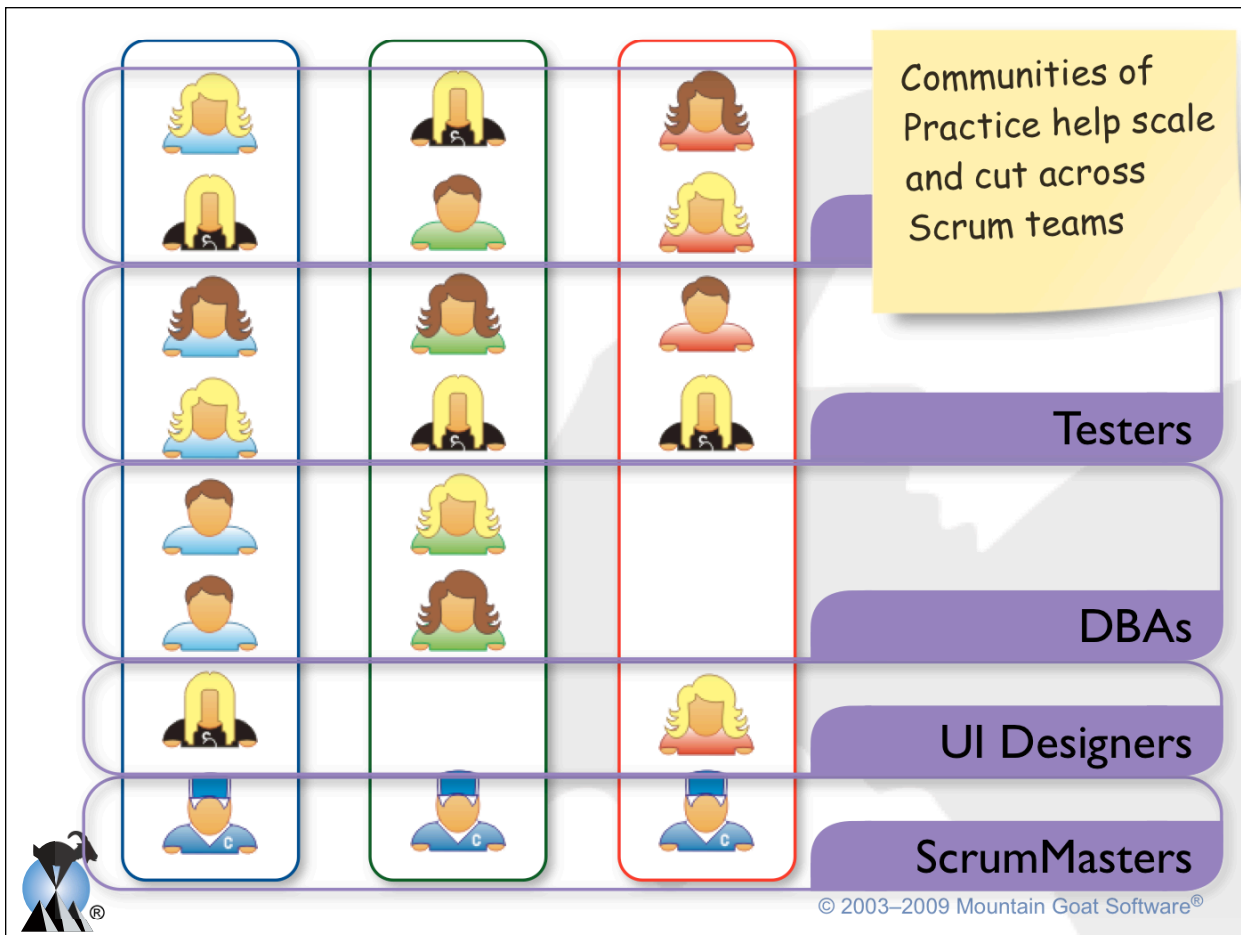 Communities of
Practice help scale
and cut across
Scrum teams
Testers
DBAs
UI Designers
C C C
ScrumMasters
®
© 2003–2009 Mountain Goat Software®